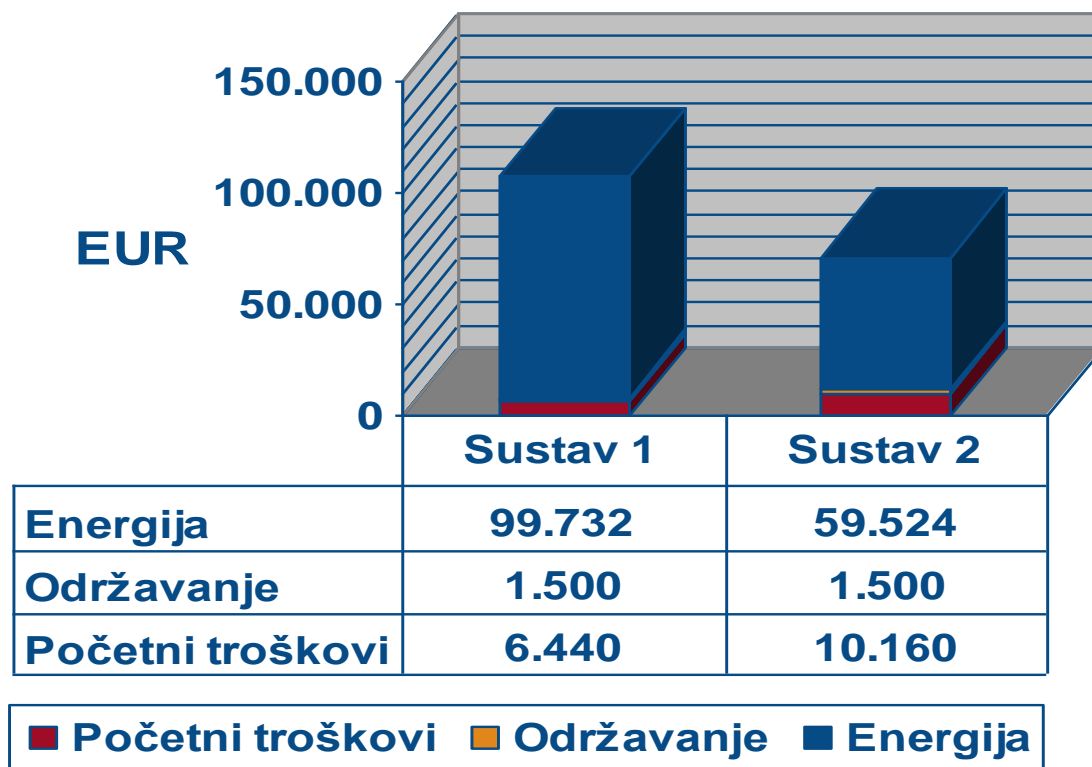 150.000
100.000
EUR
50.000
0
Sustav 1 Sustav 2
Energija 99.732 59.524
Održavanje 1.500 1.500
Početni troškovi 6.440 10.160
Početni troškovi Održavanje Energija